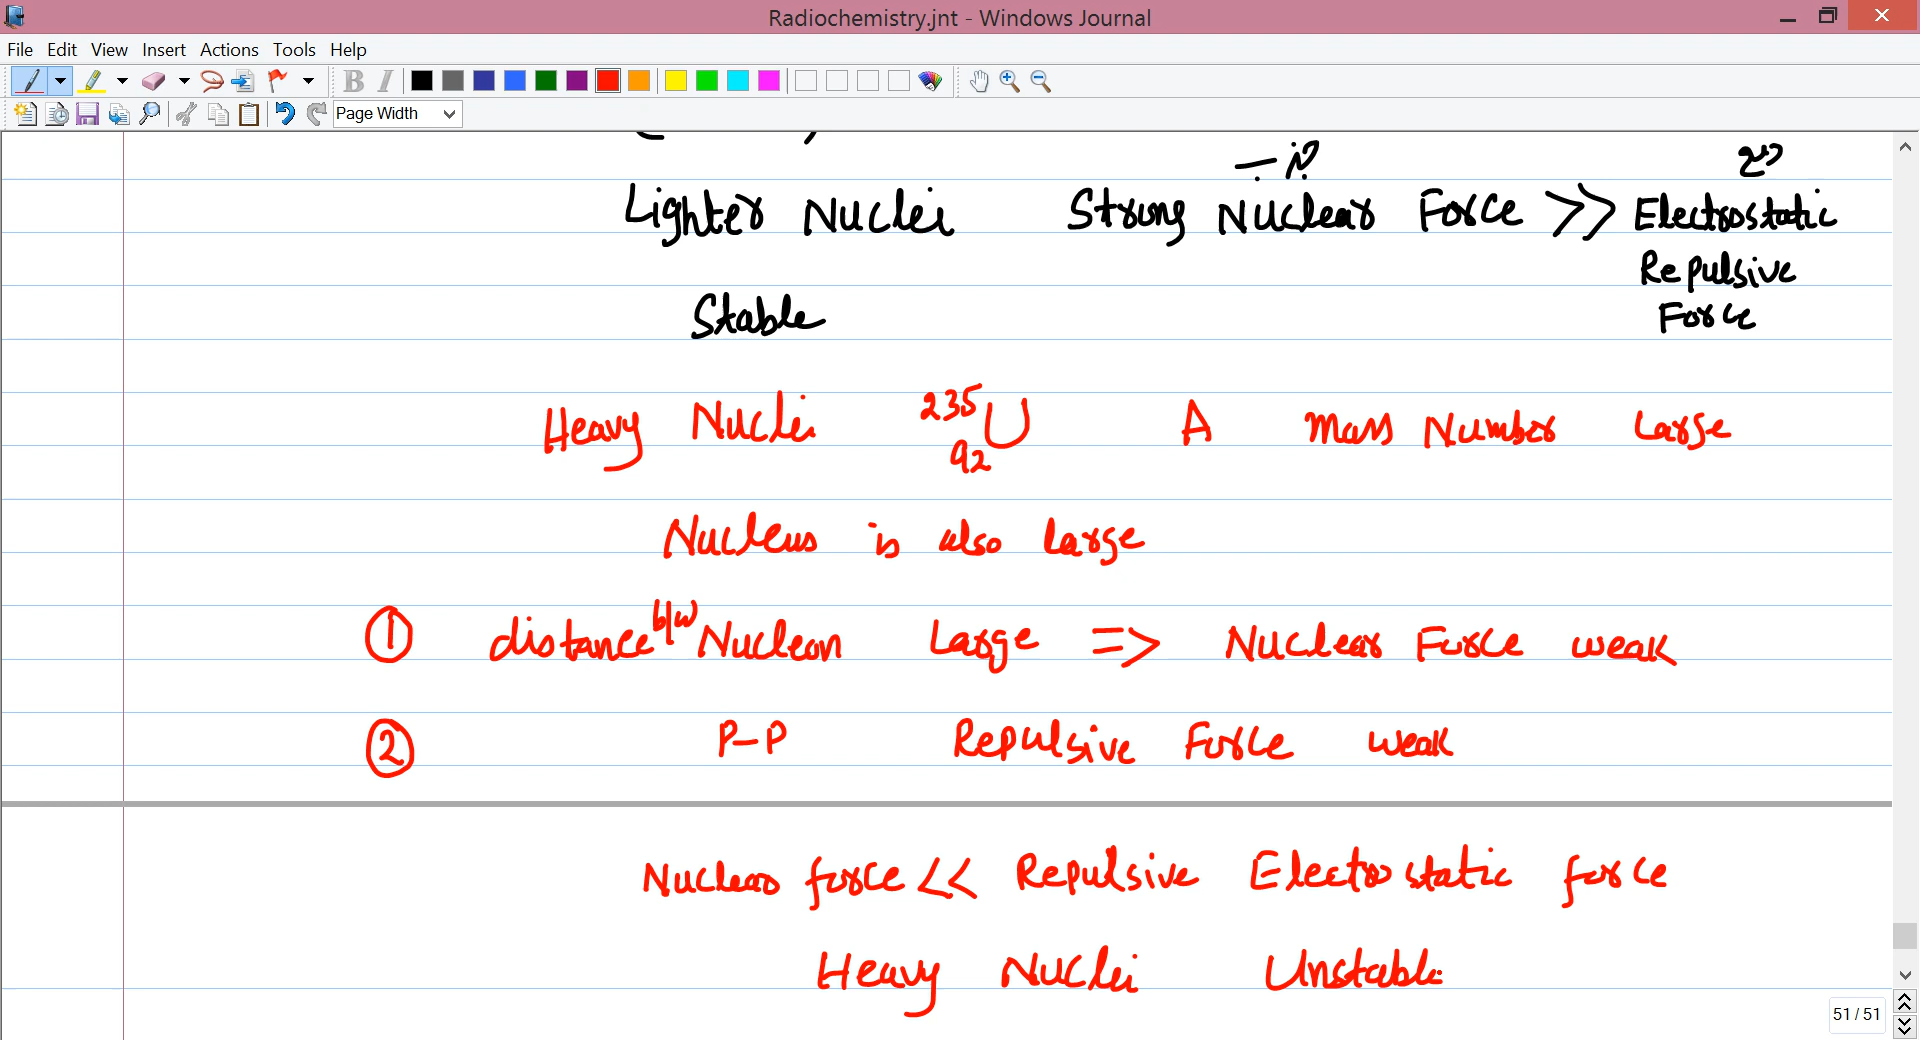 Radiochemistry.jnt - Windows Journal
File Edit View Insert Actions Tools Help
B I
Page Width
Lighter Nuclei Strong Nuclear Force >> Electrostatic
Repulsive
Stable Force
Heavy Nuclei 235 92 U A Mass Number Large
Nucleus is also large
① distance b/w Nucleon Large => Nuclear Force weak
② P-P Repulsive Force weak
Nuclear force << Repulsive Electrostatic force
Heavy Nuclei Unstable
51 / 51